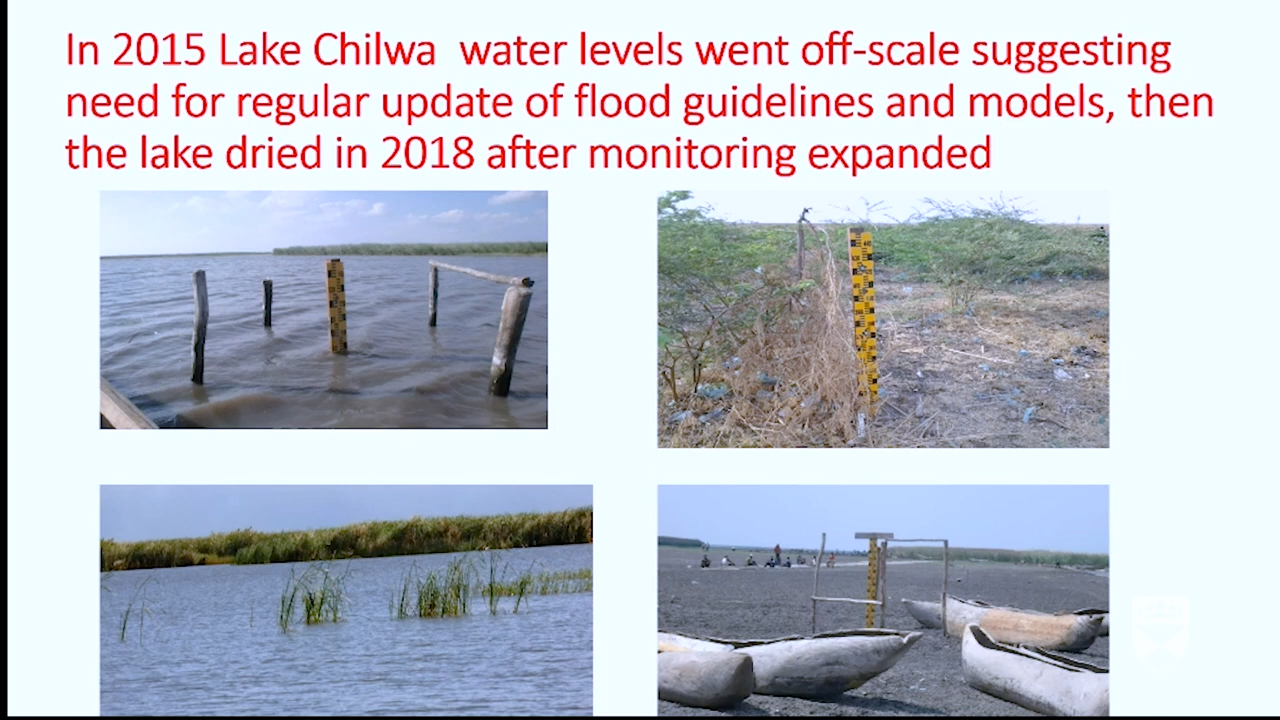 In 2015 Lake Chilwa water levels went off-scale suggesting
need for regular update of flood guidelines and models, then
the lake dried in 2018 after monitoring expanded